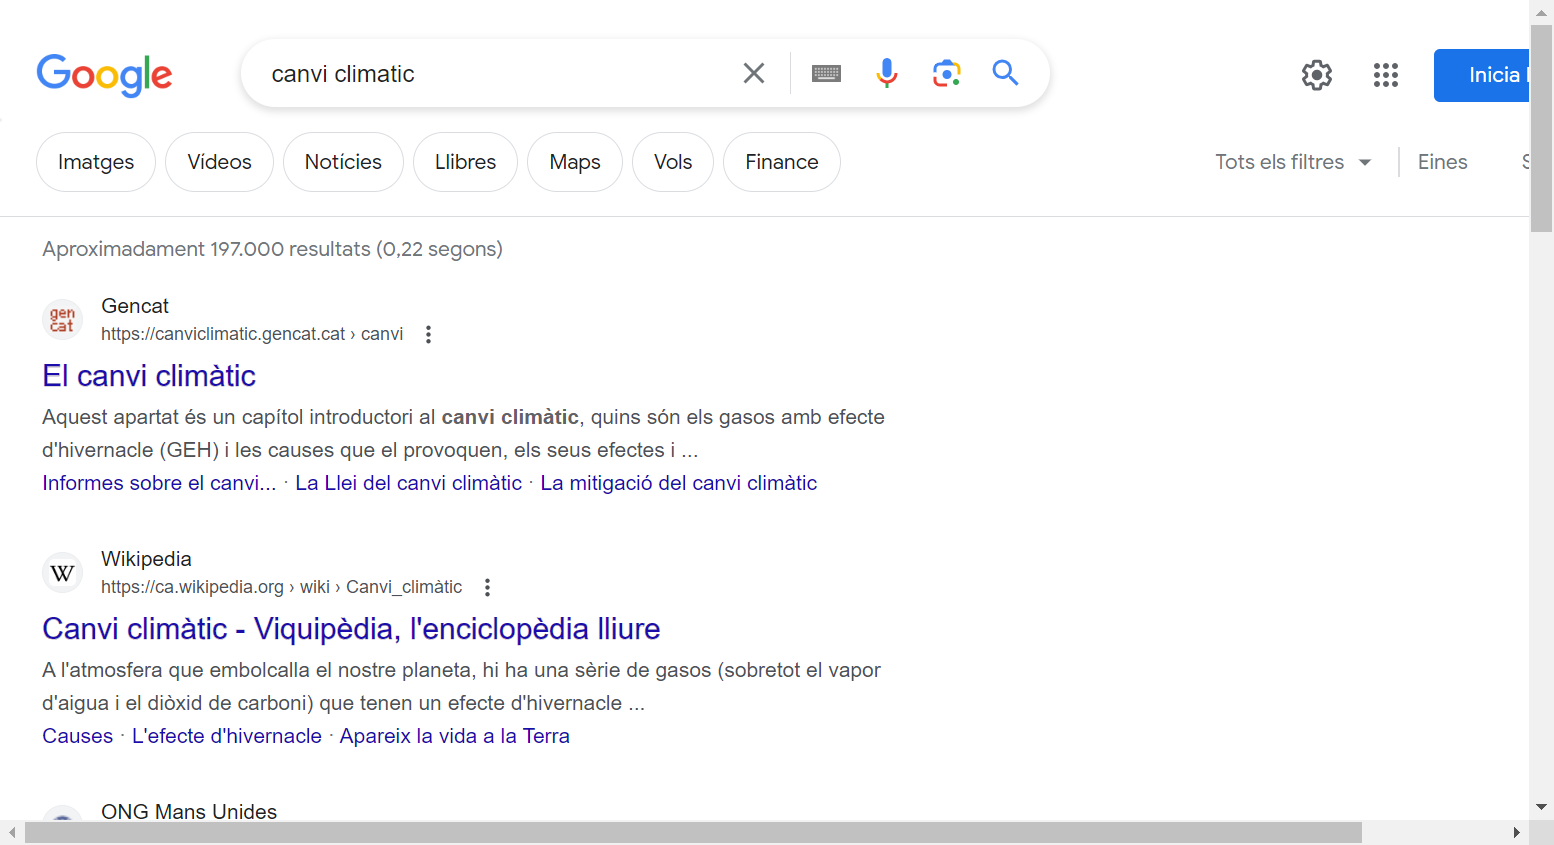 Google
canvi climatic
Inicia
Imatges
Vídeos
Notícies
Llibres
Maps
Vols
Finance
Tots els filtres
Eines
Aproximadament 197.000 resultats (0,22 segons)
gen
cat
Gencat
https://canviclimatic.gencat.cat › canvi
El canvi climàtic
Aquest apartat és un capítol introductori al canvi climàtic, quins són els gasos amb efecte
d'hivernacle (GEH) i les causes que el provoquen, els seus efectes i ...
Informes sobre el canvi... · La Llei del canvi climàtic · La mitigació del canvi climàtic
W
Wikipedia
https://ca.wikipedia.org › wiki › Canvi_climàtic
Canvi climàtic - Viquipèdia, l'enciclopèdia lliure
A l'atmosfera que embolcalla el nostre planeta, hi ha una sèrie de gasos (sobretot el vapor
d'aigua i el diòxid de carboni) que tenen un efecte d'hivernacle ...
Causes · L'efecte d'hivernacle · Apareix la vida a la Terra
ONG Mans Unides